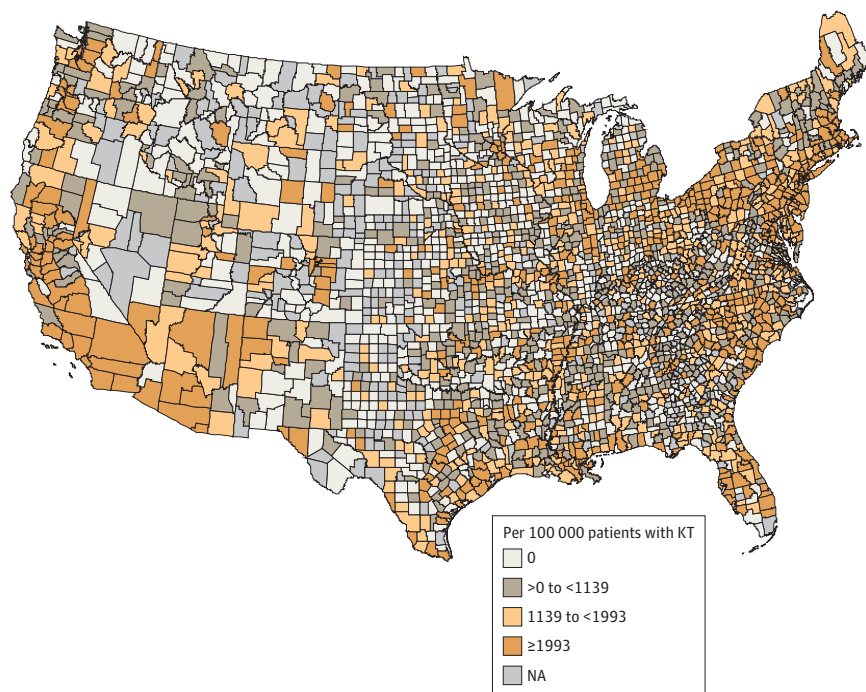 Per 100 000 patients with KT
0
>0 to <1139
1139 to <1993
≥1993
NA